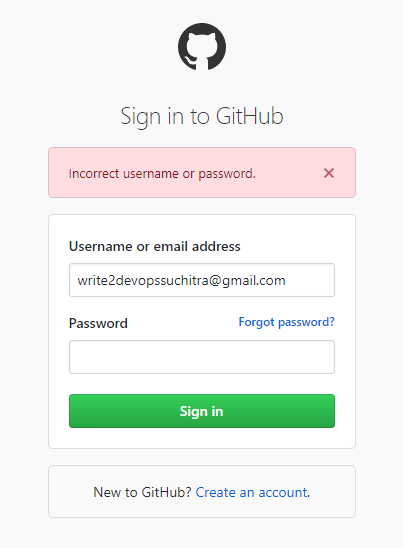 Sign in to GitHub
Incorrect username or password.
Username or email address
write2devopssuchitra@gmail.com
Password Forgot password?
Sign in
New to GitHub? Create an account.